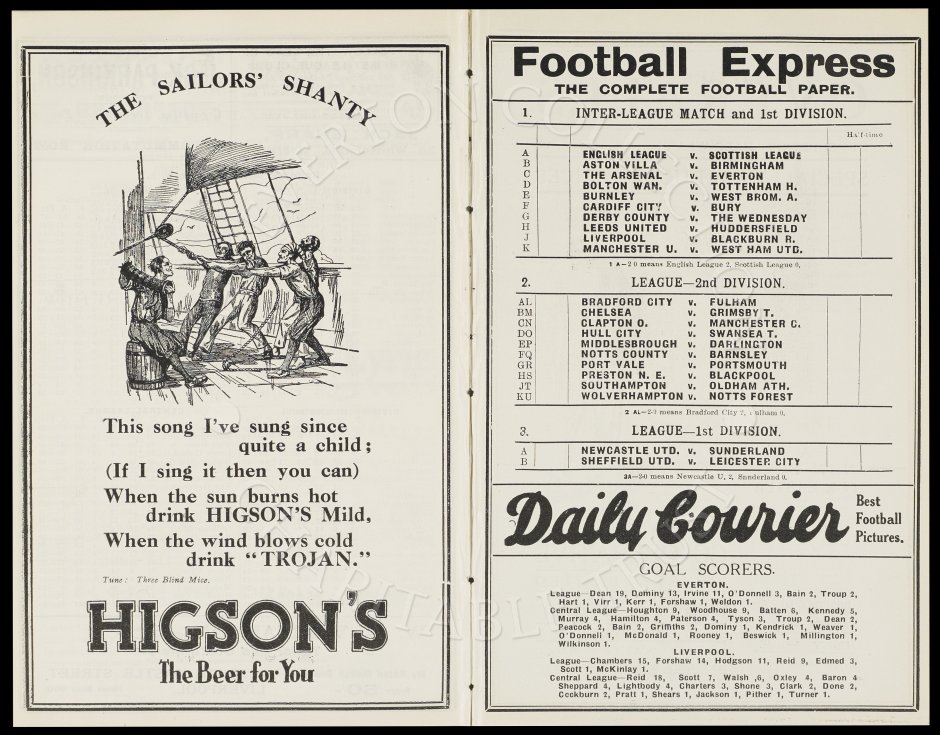 THE SAILORS' SHANTY
This song I've sung since
quite a child;
(If I sing it then you can)
When the sun burns hot
drink HIGSON'S Mild,
When the wind blows cold
drink "TROJAN."
Tune: Three Blind Mice.
HIGSON'S
The Beer for You
Football Express
THE COMPLETE FOOTBALL PAPER.
1. INTER-LEAGUE MATCH and 1st DIVISION.
Half-time
A ENGLISH LEAGUE v. SCOTTISH LEAGUE
B ASTON VILLA v. BIRMINGHAM
C THE ARSENAL v. EVERTON
D BOLTON WAN. v. TOTTENHAM H.
E BURNLEY v. WEST BROM. A.
F CARDIFF CITY v. BURY
G DERBY COUNTY v. THE WEDNESDAY
H LEEDS UNITED v. HUDDERSFIELD
J LIVERPOOL v. BLACKBURN R.
K MANCHESTER U. v. WEST HAM UTD.
1 A—2-0 means English League 2, Scottish League 0.
2. LEAGUE—2nd DIVISION.
AL BRADFORD CITY v. FULHAM
BM CHELSEA v. GRIMSBY T.
CN CLAPTON O. v. MANCHESTER C.
DO HULL CITY v. SWANSEA T.
EP MIDDLESBROUGH v. DARLINGTON
FQ NOTTS COUNTY v. BARNSLEY
GR PORT VALE v. PORTSMOUTH
HS PRESTON N. E. v. BLACKPOOL
JT SOUTHAMPTON v. OLDHAM ATH.
KU WOLVERHAMPTON v. NOTTS FOREST
2 AL—2-0 means Bradford City 2, Fulham 0.
3. LEAGUE—1st DIVISION.
A NEWCASTLE UTD. v. SUNDERLAND
B SHEFFIELD UTD. v. LEICESTER CITY
3A—2-0 means Newcastle U, 2, Sunderland 0.
Daily Courier
Best
Football
Pictures.
GOAL SCORERS.
EVERTON.
League—Dean 19, Dominy 13, Irvine 11, O'Donnell 3, Bain 2, Troup 2,
Hart 1, Virr 1, Kerr 1, Forshaw 1, Weldon 1.
Central League—Houghton 9, Woodhouse 9, Batten 6, Kennedy 5,
Murray 4, Hamilton 4, Paterson 4, Tyson 3, Troup 2, Dean 2,
Peacock 2, Bain 2, Griffiths 2, Dominy 1, Kendrick 1, Weaver 1,
O'Donnell 1, McDonald 1, Rooney 1, Beswick 1, Millington 1,
Wilkinson 1.
LIVERPOOL.
League—Chambers 15, Forshaw 14, Hodgson 11, Reid 9, Edmed 3,
Scott 1, McKinlay 1.
Central League—Reid 18, Scott 7, Walsh ,6, Oxley 4, Baron 4
Sheppard 4, Lightbody 4, Charters 3, Shone 3, Clark 2, Done 2,
Cockburn 2, Pratt 1, Shears 1, Jackson 1, Pither 1, Turner 1.